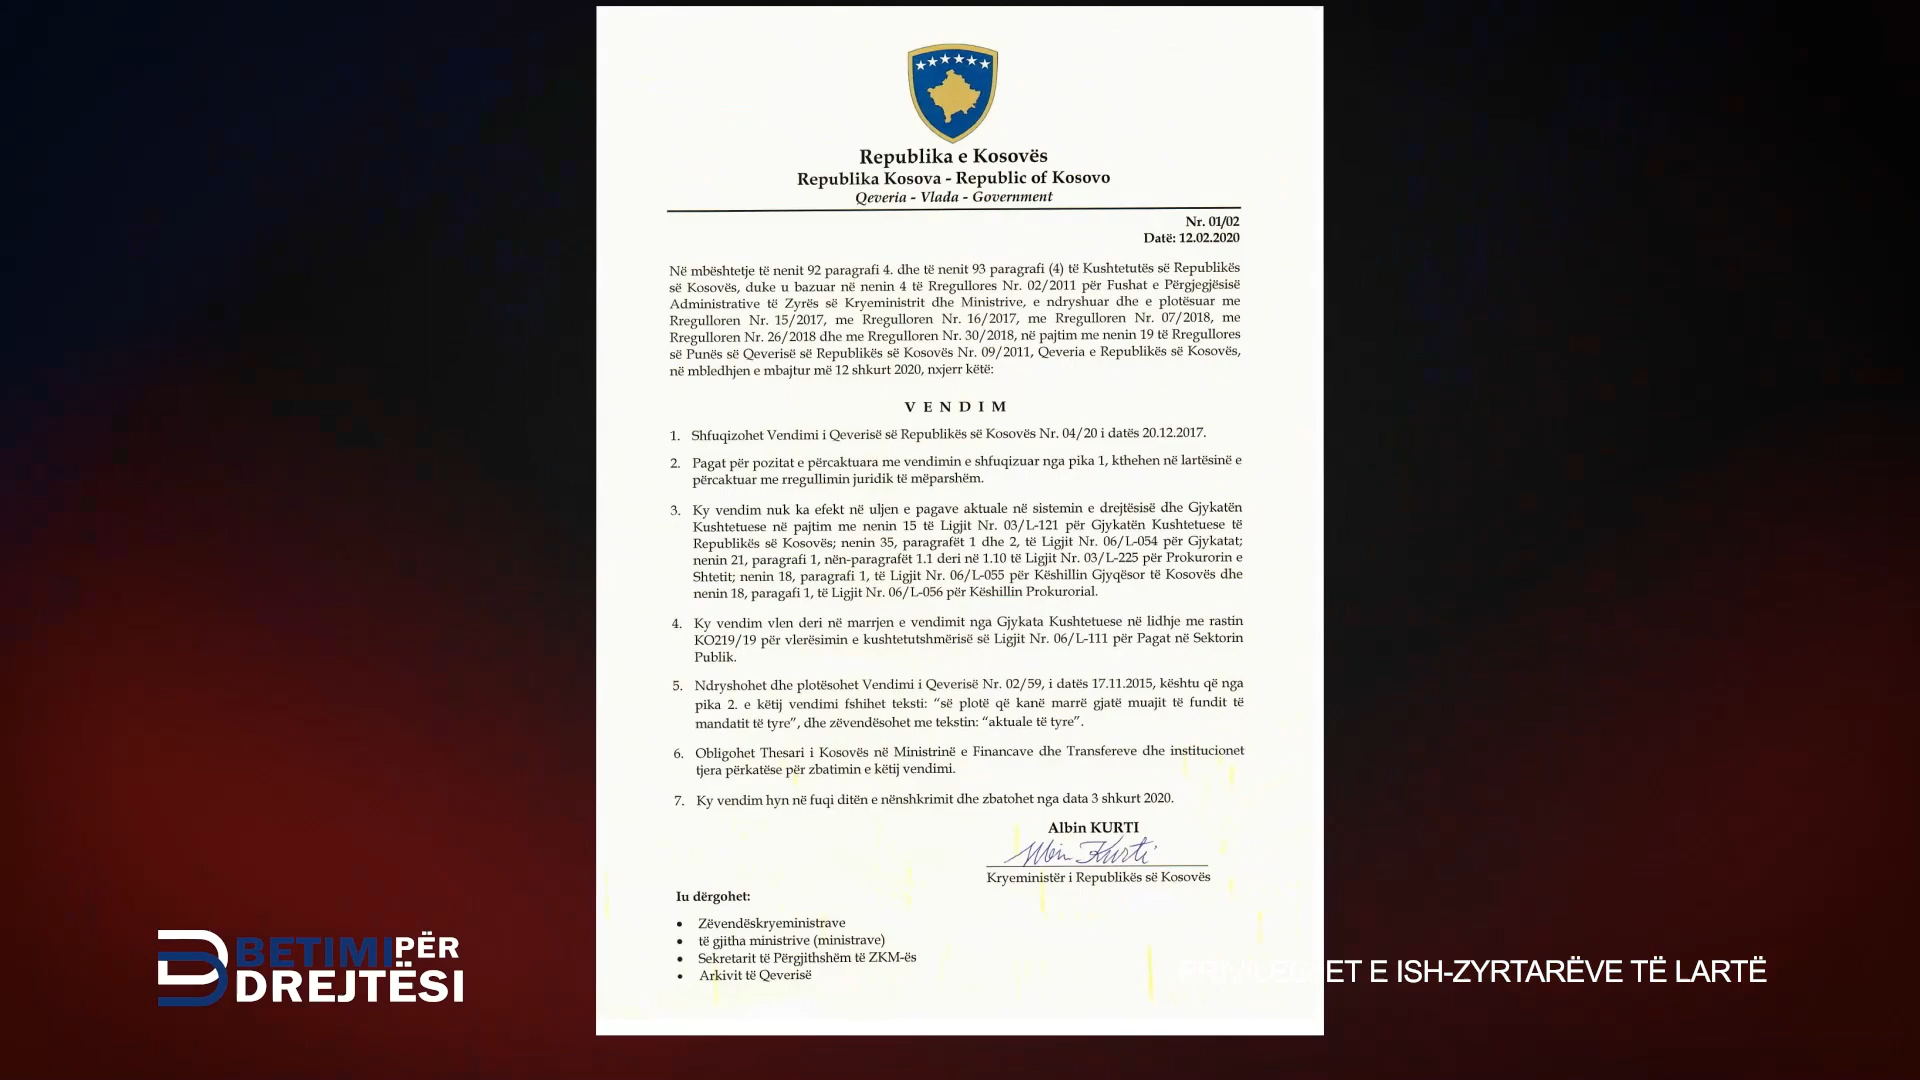 Republika e Kosovës
Republika Kosova - Republic of Kosovo
Qeveria - Vlada - Government
Nr. 01/02
Datë: 12.02.2020
Në mbështetje të nenit 92 paragrafi 4. dhe të nenit 93 paragrafi (4) të Kushtetutës së Republikës
së Kosovës, duke u bazuar në nenin 4 të Rregullores Nr. 02/2011 për Fushat e Përgjegjësisë
Administrative të Zyrës së Kryeministrit dhe Ministrive, e ndryshuar dhe e plotësuar me
Rregulloren Nr. 15/2017, me Rregulloren Nr. 16/2017, me Rregulloren Nr. 07/2018, me
Rregulloren Nr. 26/2018 dhe me Rregulloren Nr. 30/2018, në pajtim me nenin 19 të Rregullores
së Punës së Qeverisë së Republikës së Kosovës Nr. 09/2011, Qeveria e Republikës së Kosovës,
në mbledhjen e mbajtur më 12 shkurt 2020, nxjerr këtë:
V E N D I M
1. Shfuqizohet Vendimi i Qeverisë së Republikës së Kosovës Nr. 04/20 i datës 20.12.2017.
2. Pagat për pozitat e përcaktuara me vendimin e shfuqizuar nga pika 1, kthehen në lartësinë e
përcaktuar me rregullimin juridik të mëparshëm.
3. Ky vendim nuk ka efekt në uljen e pagave aktuale në sistemin e drejtësisë dhe Gjykatën
Kushtetuese në pajtim me nenin 15 të Ligjit Nr. 03/L-121 për Gjykatën Kushtetuese të
Republikës së Kosovës; nenin 35, paragrafët 1 dhe 2, të Ligjit Nr. 06/L-054 për Gjykatat;
nenin 21, paragrafi 1, nën-paragrafët 1.1 deri në 1.10 të Ligjit Nr. 03/L-225 për Prokurorin e
Shtetit; nenin 18, paragrafi 1, të Ligjit Nr. 06/L-055 për Këshillin Gjyqësor të Kosovës dhe
nenin 18, paragafi 1, të Ligjit Nr. 06/L-056 për Këshillin Prokurorial.
4. Ky vendim vlen deri në marrjen e vendimit nga Gjykata Kushtetuese në lidhje me rastin
KO219/19 për vlerësimin e kushtetutshmërisë së Ligjit Nr. 06/L-111 për Pagat në Sektorin
Publik.
5. Ndryshohet dhe plotësohet Vendimi i Qeverisë Nr. 02/59, i datës 17.11.2015, kështu që nga
pika 2. e këtij vendimi fshihet teksti: “së plotë që kanë marrë gjatë muajit të fundit të
mandatit të tyre”, dhe zëvendësohet me tekstin: “aktuale të tyre”.
6. Obligohet Thesari i Kosovës në Ministrinë e Financave dhe Transfereve dhe institucionet
tjera përkatëse për zbatimin e këtij vendimi.
7. Ky vendim hyn në fuqi ditën e nënshkrimit dhe zbatohet nga data 3 shkurt 2020.
Albin KURTI
Albin Kurti
Kryeministër i Republikës së Kosovës
Iu dërgohet:
• Zëvendëskryeministrave
• të gjitha ministrive (ministrave)
• Sekretarit të Përgjithshëm të ZKM-ës
• Arkivit të Qeverisë
BETIMI PËR
DREJTËSI
PRIVILEGJET E ISH-ZYRTARËVE TË LARTË